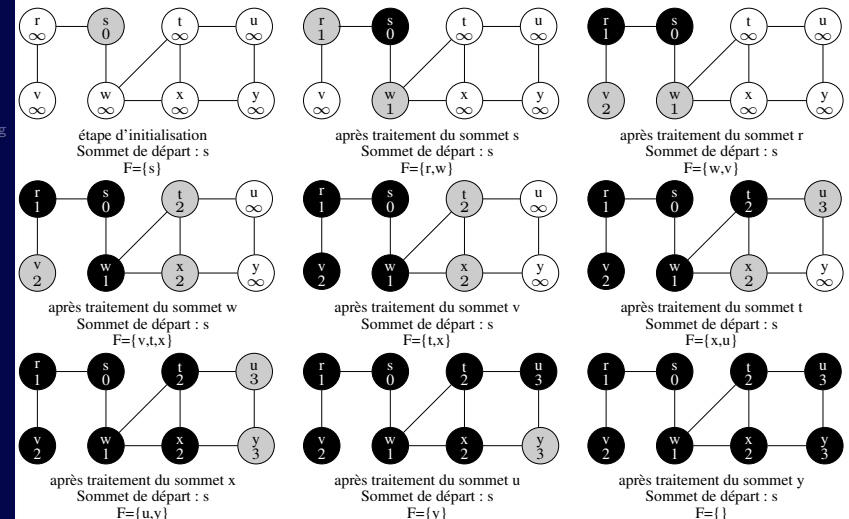 r s t u
∞ 0 ∞ ∞
v w x y
∞ ∞ ∞ ∞
étape d'initialisation
Sommet de départ : s
F={s}
r s t u
1 0 ∞ ∞
v w x y
∞ 1 ∞ ∞
après traitement du sommet s
Sommet de départ : s
F={r,w}
r s t u
1 0 ∞ ∞
v w x y
2 1 ∞ ∞
après traitement du sommet r
Sommet de départ : s
F={w,v}
r s t u
1 0 2 ∞
v w x y
2 1 2 ∞
après traitement du sommet w
Sommet de départ : s
F={v,t,x}
r s t u
1 0 2 ∞
v w x y
2 1 2 ∞
après traitement du sommet v
Sommet de départ : s
F={t,x}
r s t u
1 0 2 3
v w x y
2 1 2 ∞
après traitement du sommet t
Sommet de départ : s
F={x,u}
r s t u
1 0 2 3
v w x y
2 1 2 3
après traitement du sommet x
Sommet de départ : s
F={u,y}
r s t u
1 0 2 3
v w x y
2 1 2 3
après traitement du sommet u
Sommet de départ : s
F={y}
r s t u
1 0 2 3
v w x y
2 1 2 3
après traitement du sommet y
Sommet de départ : s
F={}
g